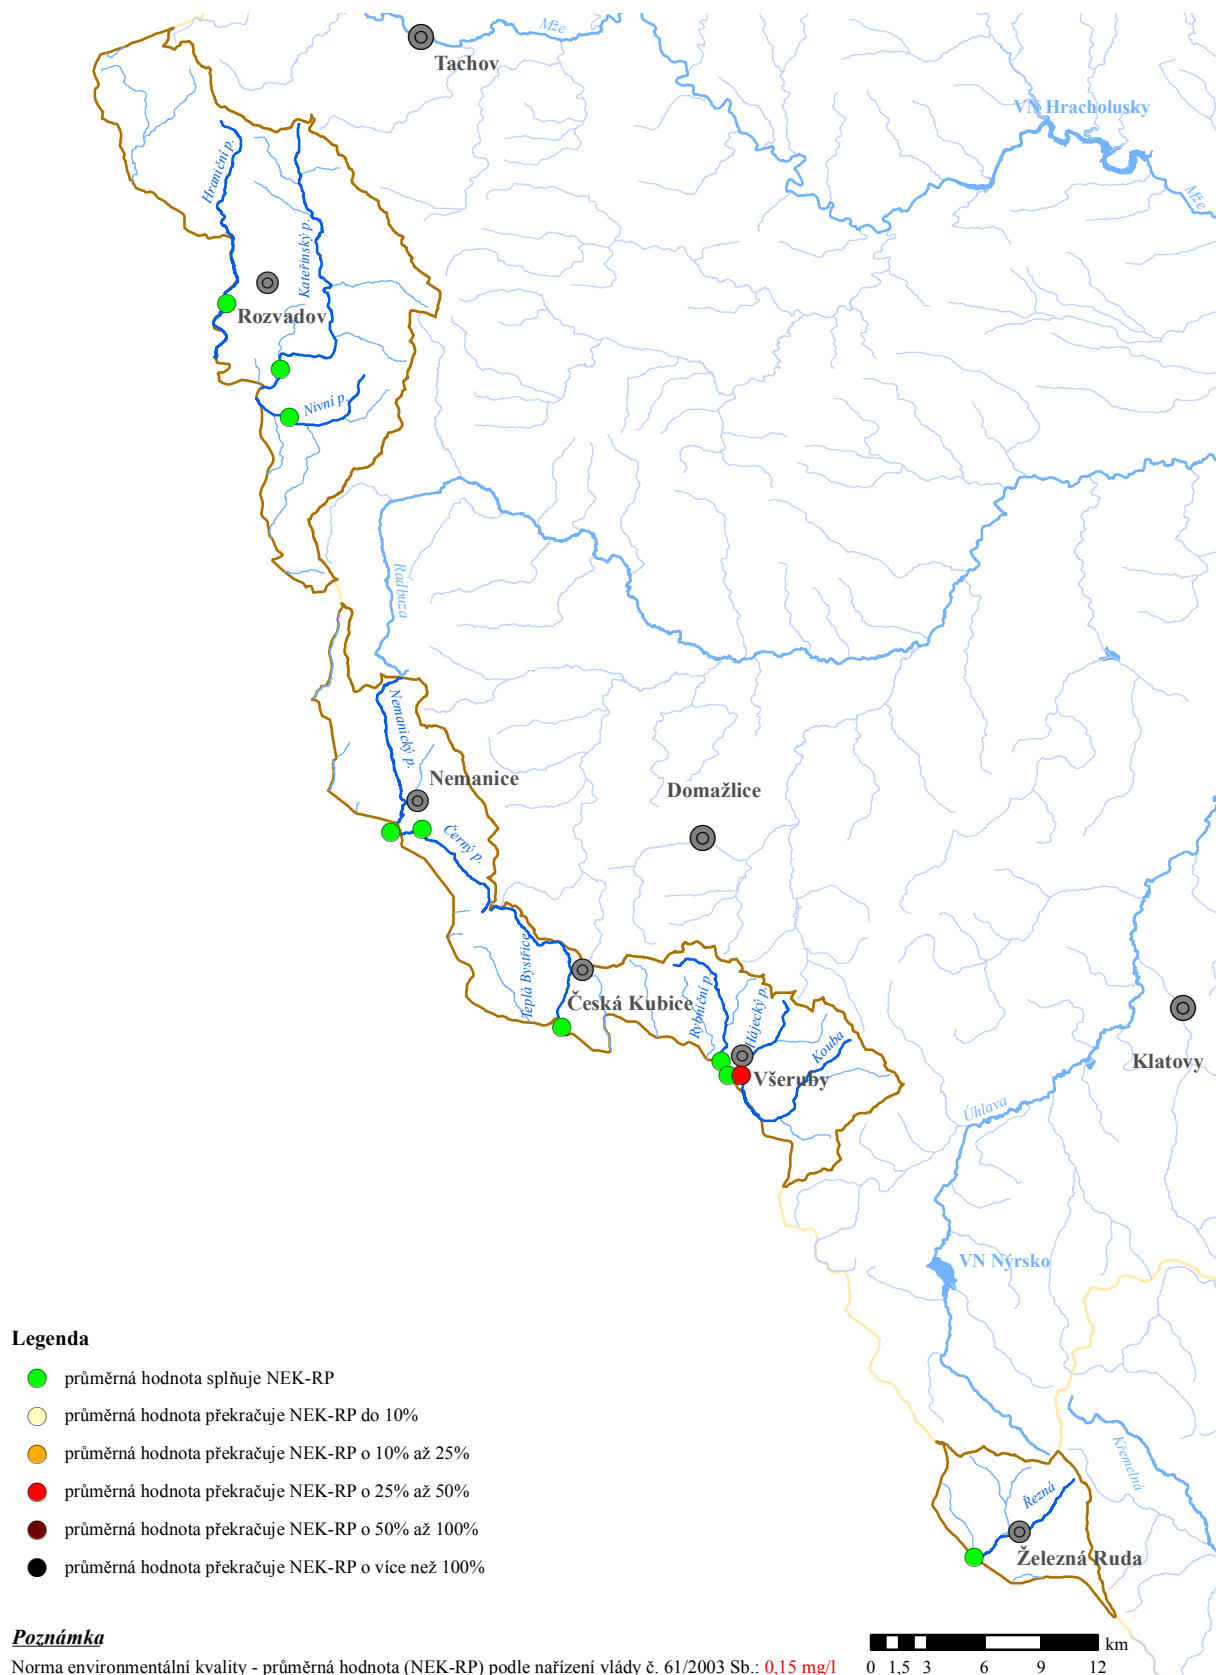 Mže
Tachov
VN Hracholusky
Mže
Hraniční p.
Kateřinský p.
Rozvadov
Nivní p.
Radbuza
Nemanický p.
Nemanice
Domažlice
Černý p.
Teplá Bystřice
Česká Kubice
Rybniční p.
Hájecký p.
Kouba
Všeruby
Klatovy
Úhlava
VN Nýrsko
Křemelná
Řezná
Železná Ruda
Legenda
průměrná hodnota splňuje NEK-RP
průměrná hodnota překračuje NEK-RP do 10%
průměrná hodnota překračuje NEK-RP o 10% až 25%
průměrná hodnota překračuje NEK-RP o 25% až 50%
průměrná hodnota překračuje NEK-RP o 50% až 100%
průměrná hodnota překračuje NEK-RP o více než 100%
Poznámka
Norma environmentální kvality - průměrná hodnota (NEK-RP) podle nařízení vlády č. 61/2003 Sb.: 0,15 mg/l
km
0 1,5 3 6 9 12